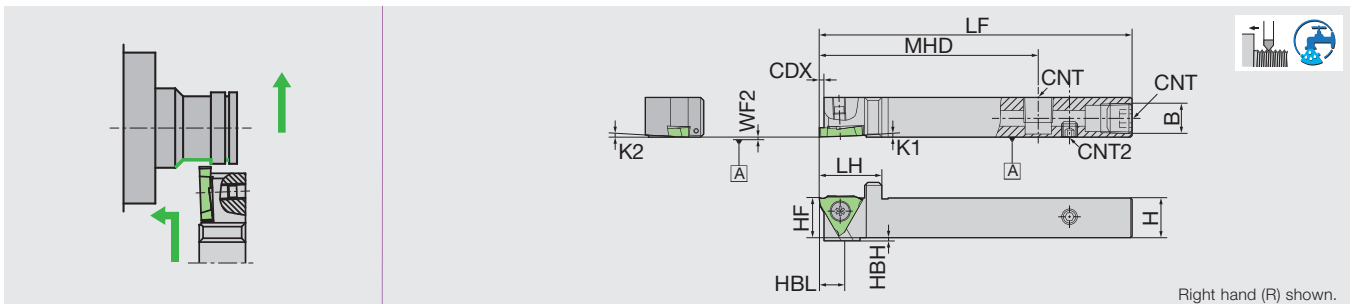 LF
MHD
CDX
CNT
CNT
WF2
B
K2
K1
CNT2
A
A
LH
HF
H
HBH
HBL
Right hand (R) shown.